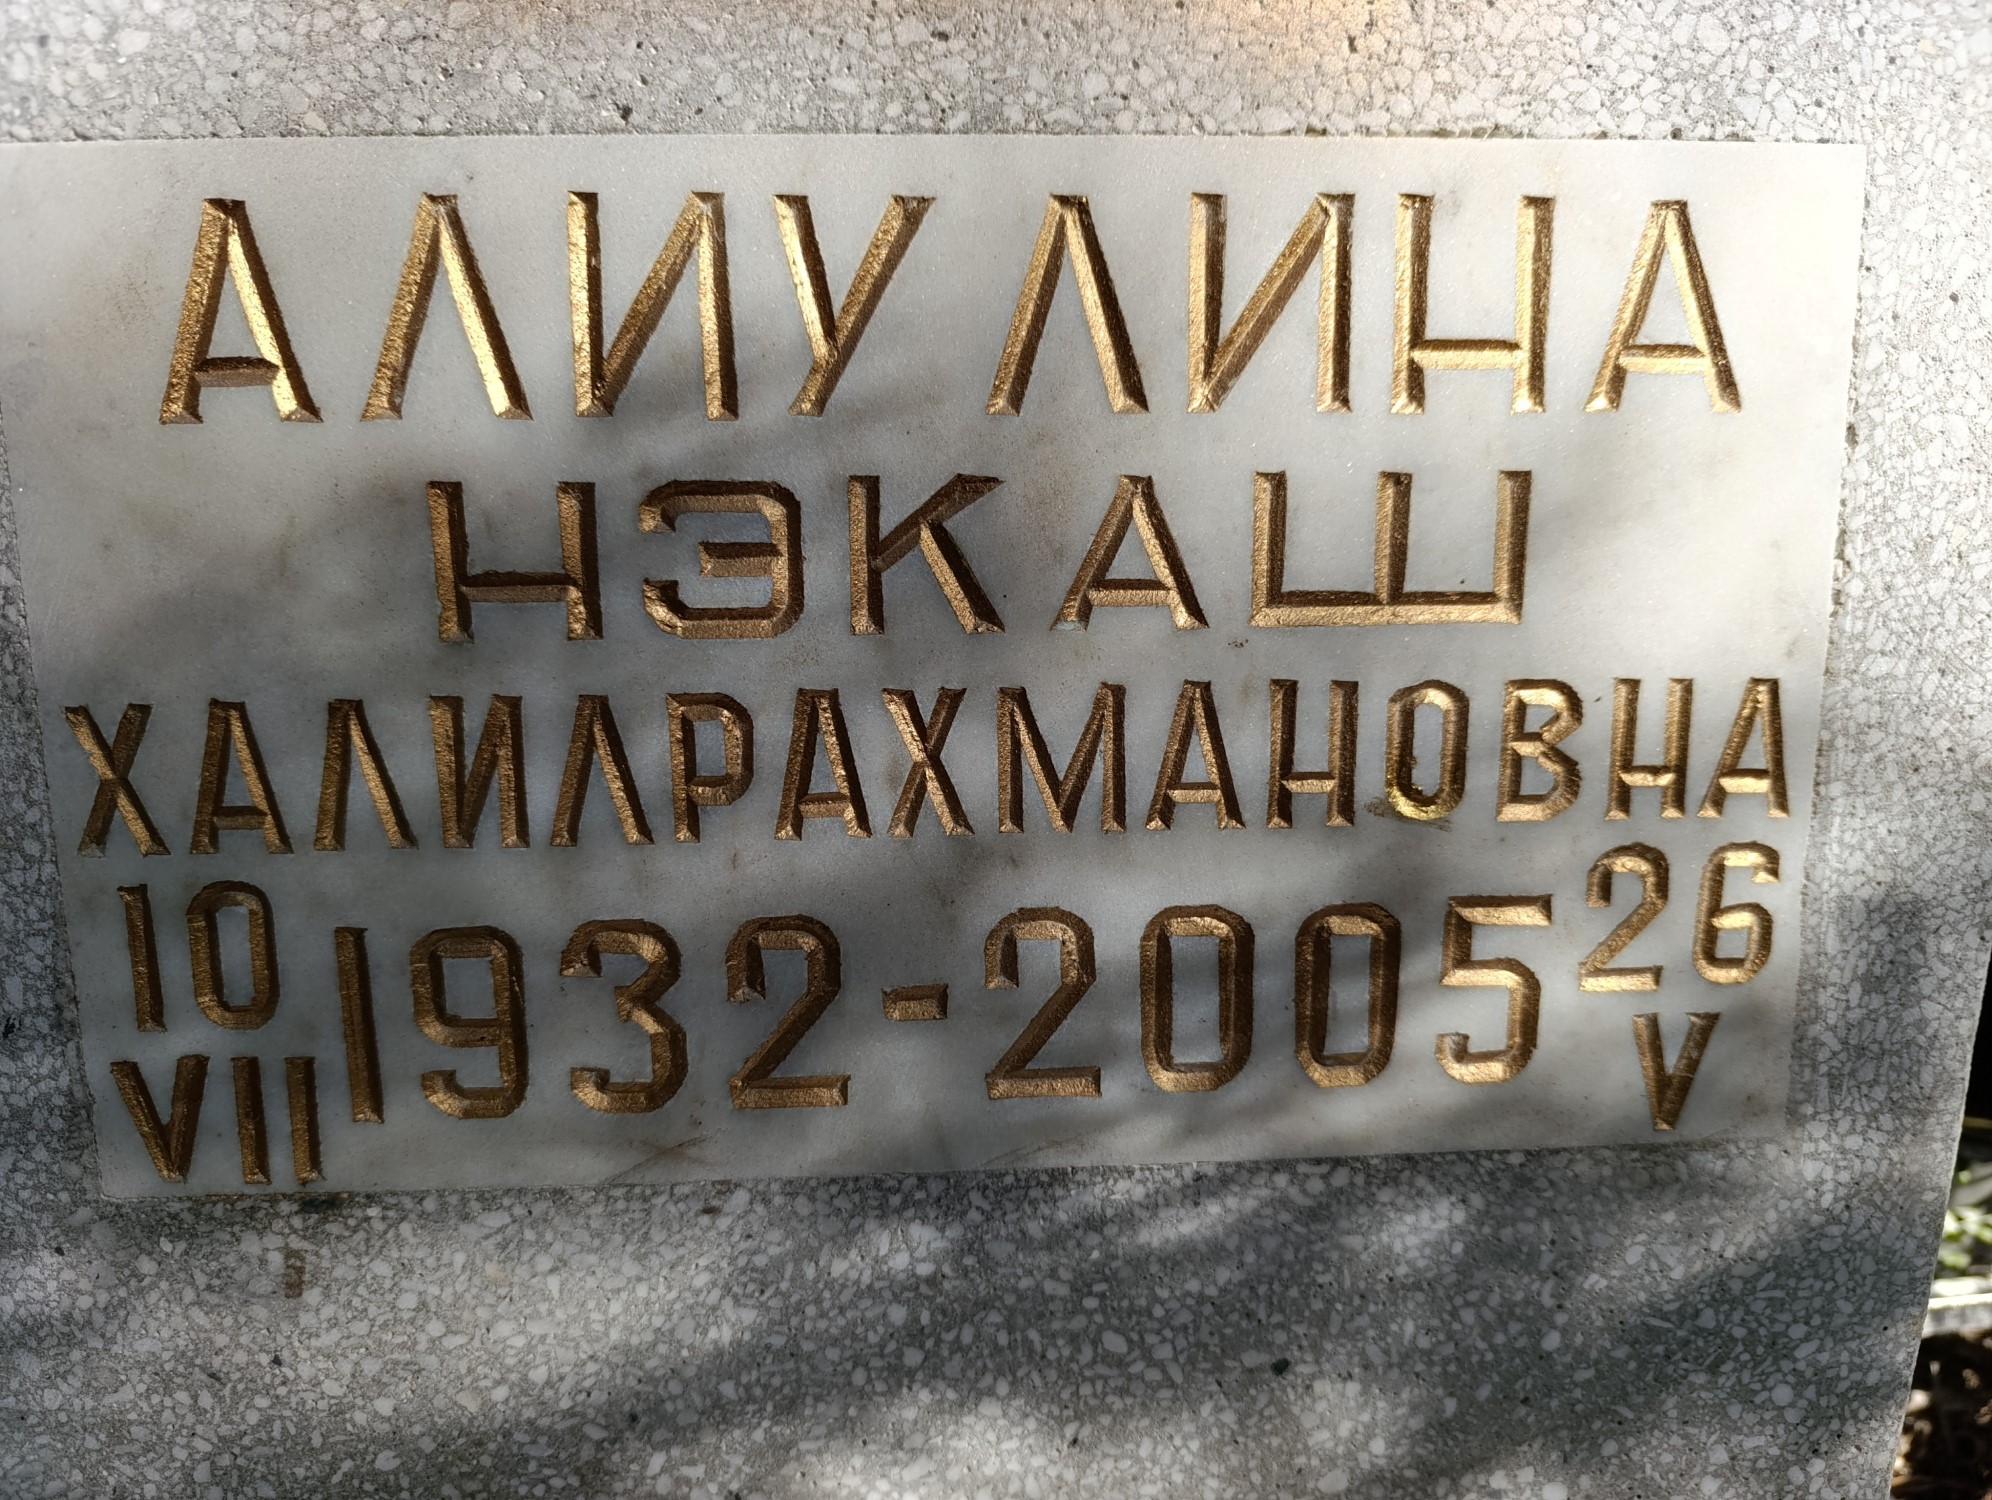 АЛИУЛИНА
НЭКАШ
ХАЛИЛРАХМАНОВНА
10 VII 1932-2005 26 V